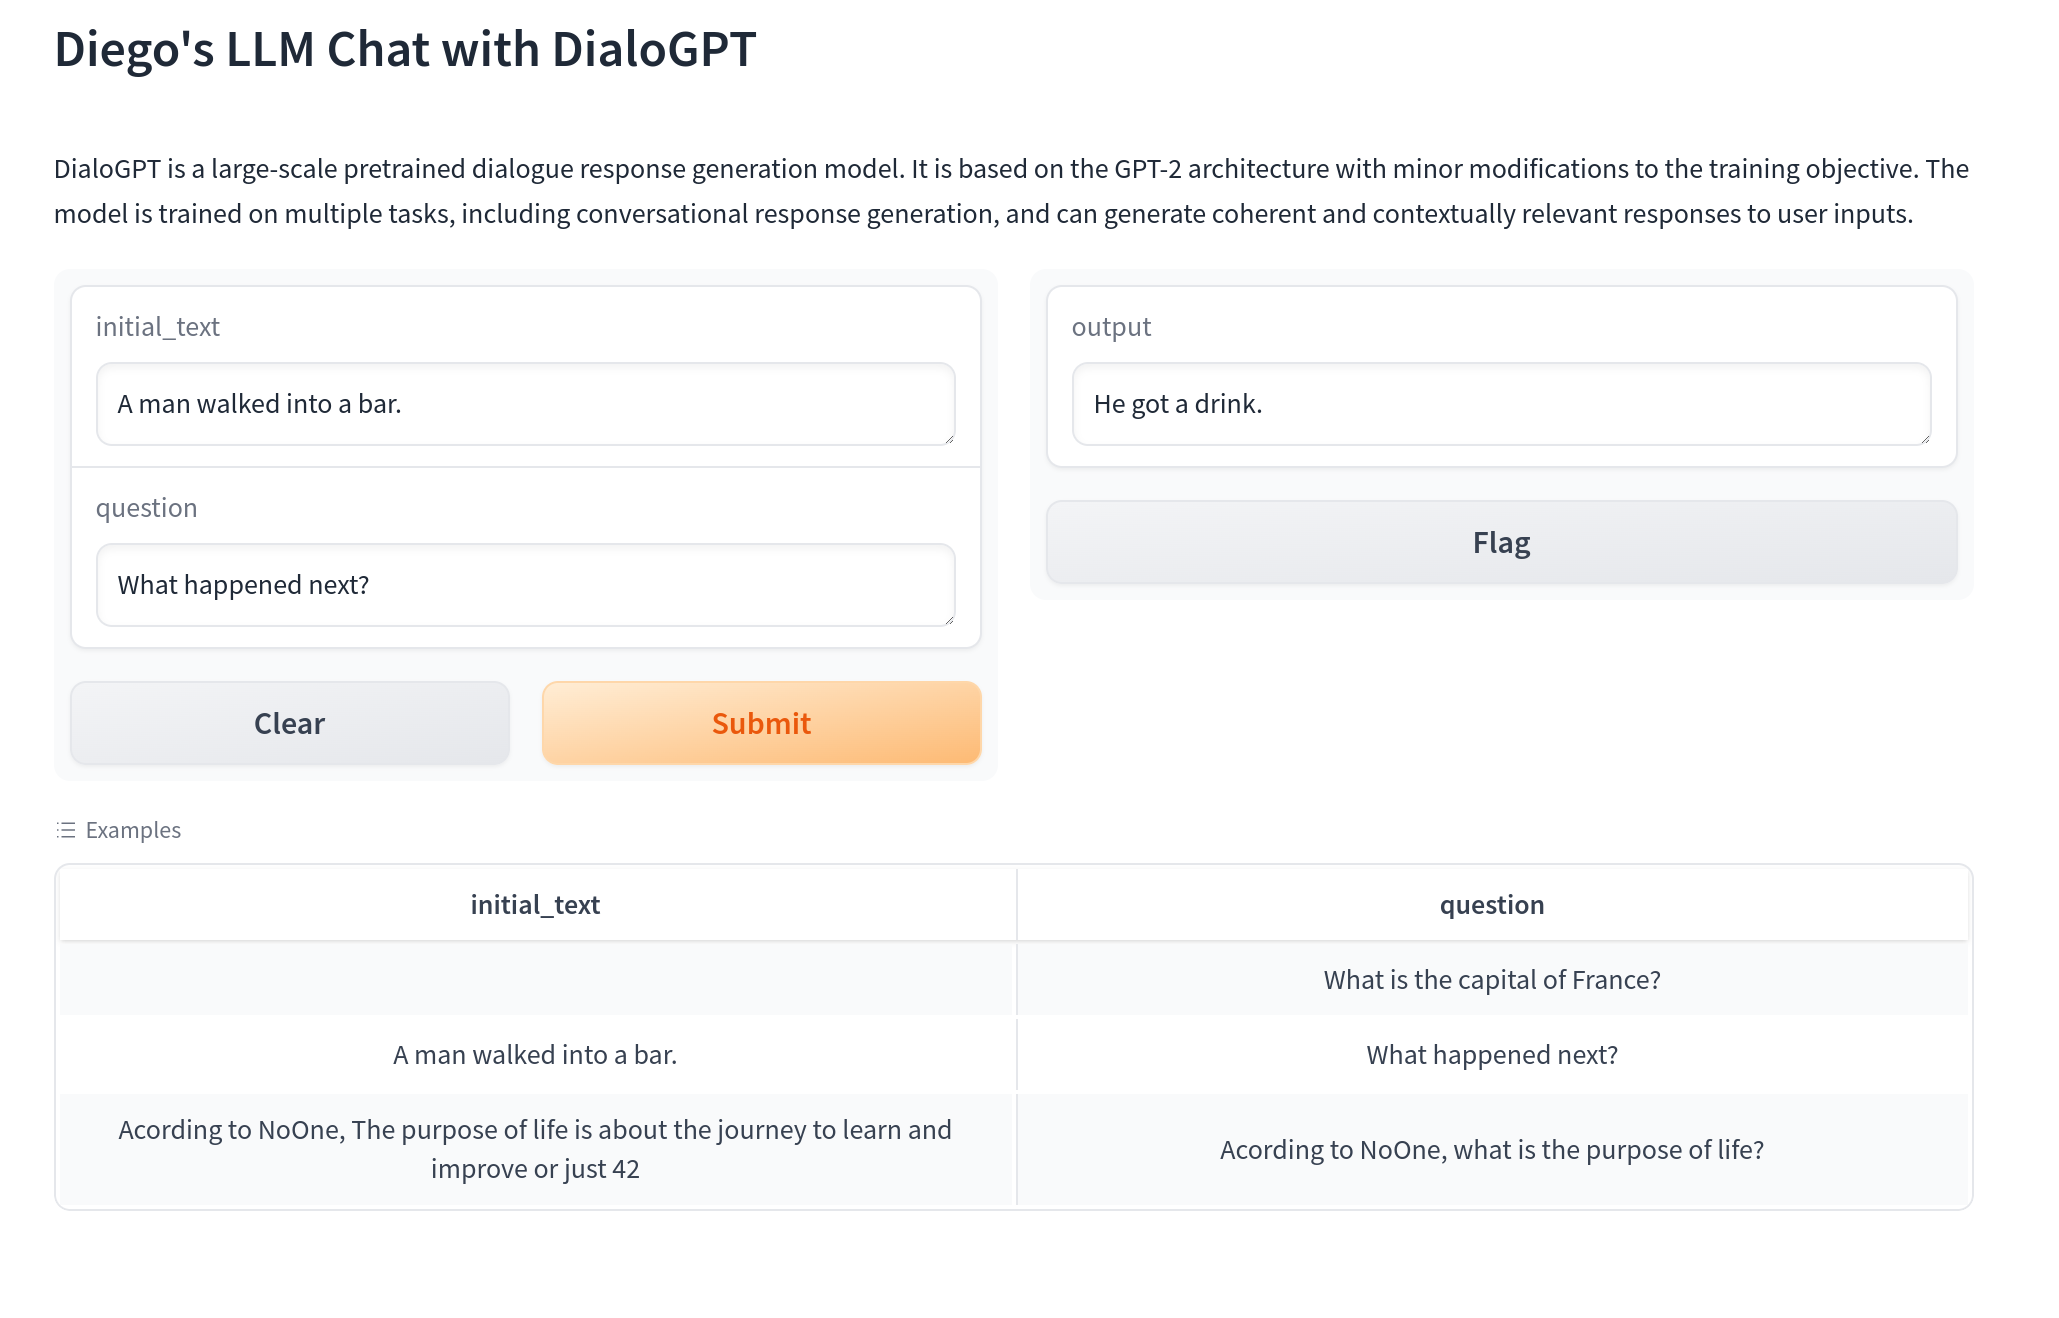 Diego's LLM Chat with DialoGPT
DialoGPT is a large-scale pretrained dialogue response generation model. It is based on the GPT-2 architecture with minor modifications to the training objective. The
model is trained on multiple tasks, including conversational response generation, and can generate coherent and contextually relevant responses to user inputs.
initial_text
A man walked into a bar.
question
What happened next?
Clear
Submit
output
He got a drink.
Flag
Examples
initial_text
question
What is the capital of France?
A man walked into a bar.
What happened next?
Acording to NoOne, The purpose of life is about the journey to learn and
improve or just 42
Acording to NoOne, what is the purpose of life?